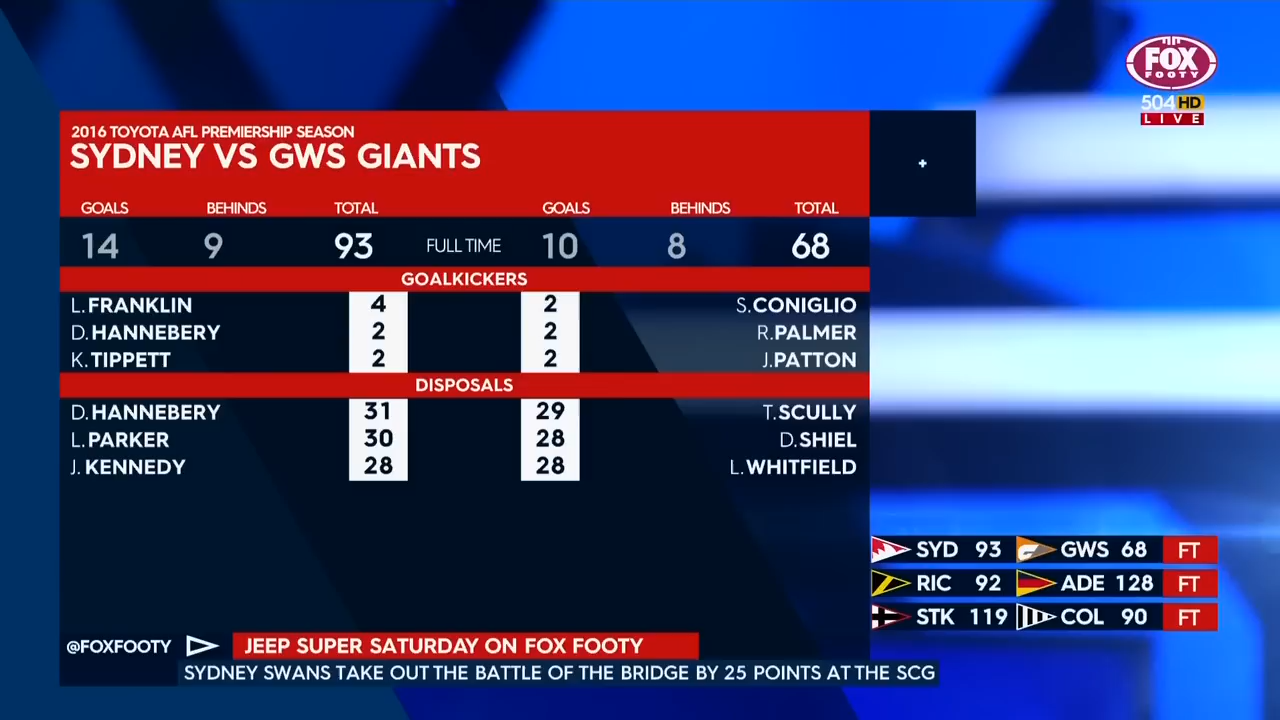 FOX
FOOTY
504 HD
LIVE
2016 TOYOTA AFL PREMIERSHIP SEASON
SYDNEY VS GWS GIANTS
GOALS BEHINDS TOTAL GOALS BEHINDS TOTAL
14 9 93 FULL TIME 10 8 68
GOALKICKERS
L.FRANKLIN 4 2 S.CONIGLIO
D.HANNEBERY 2 2 R.PALMER
K.TIPPETT 2 2 J.PATTON
DISPOSALS
D.HANNEBERY 31 29 T.SCULLY
L.PARKER 30 28 D.SHIEL
J.KENNEDY 28 28 L.WHITFIELD
SYD 93 GWS 68 FT
RIC 92 ADE 128 FT
STK 119 COL 90 FT
@FOXFOOTY JEEP SUPER SATURDAY ON FOX FOOTY
SYDNEY SWANS TAKE OUT THE BATTLE OF THE BRIDGE BY 25 POINTS AT THE SCG